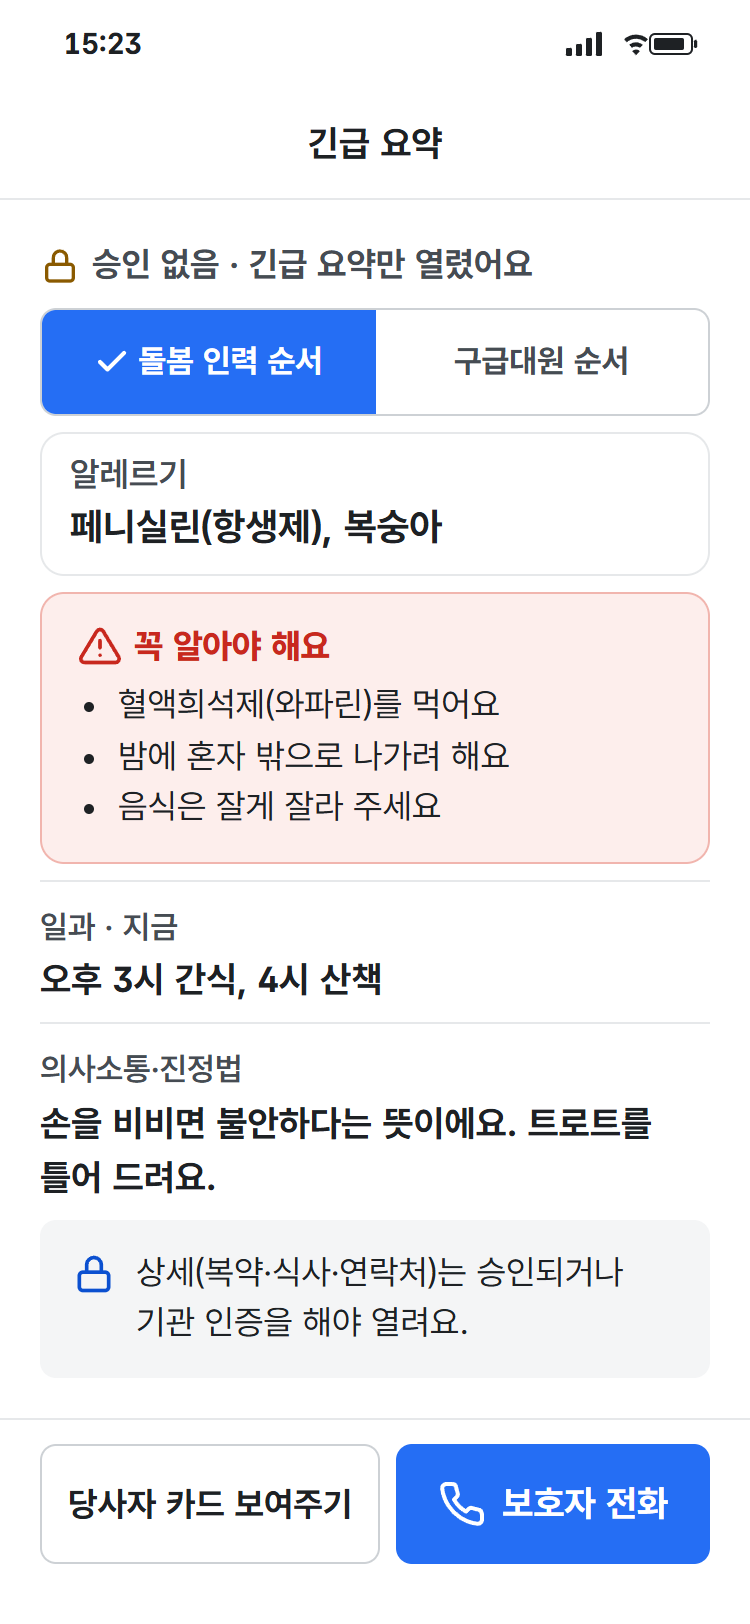 15:23
긴급 요약
승인 없음 · 긴급 요약만 열렸어요
돌봄 인력 순서
구급대원 순서
알레르기
페니실린(항생제), 복숭아
꼭 알아야 해요
• 혈액희석제(와파린)를 먹어요
• 밤에 혼자 밖으로 나가려 해요
• 음식은 잘게 잘라 주세요
일과 · 지금
오후 3시 간식, 4시 산책
의사소통·진정법
손을 비비면 불안하다는 뜻이에요. 트로트를
틀어 드려요.
상세(복약·식사·연락처)는 승인되거나
기관 인증을 해야 열려요.
당사자 카드 보여주기
보호자 전화